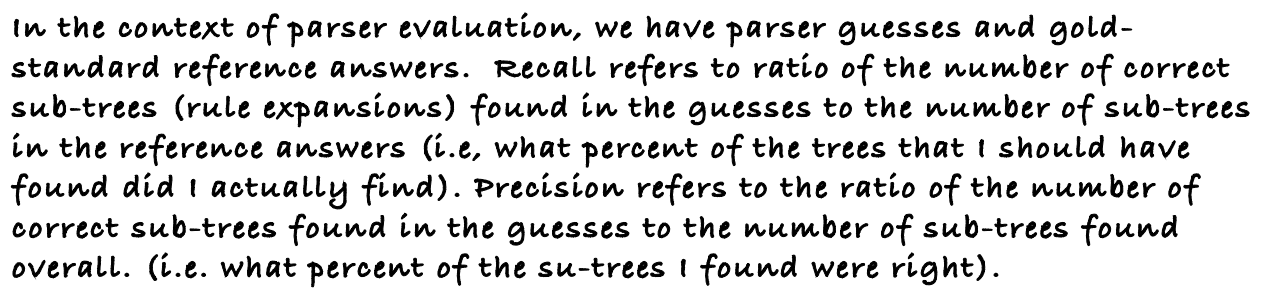 In the context of parser evaluation, we have parser guesses and gold-
standard reference answers.  Recall refers to ratio of the number of correct
sub-trees (rule expansions) found in the guesses to the number of sub-trees
in the reference answers (i.e, what percent of the trees that I should have
found did I actually find). Precision refers to the ratio of the number of
correct sub-trees found in the guesses to the number of sub-trees found
overall. (i.e. what percent of the su-trees I found were right).